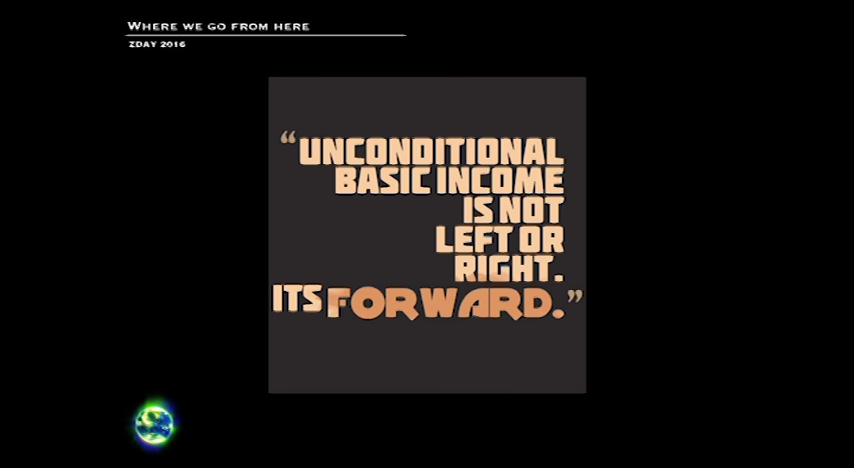 WHERE WE GO FROM HERE
ZDAY 2016
“UNCONDITIONAL
BASIC INCOME
IS NOT
LEFT OR
RIGHT.
ITS FORWARD.”